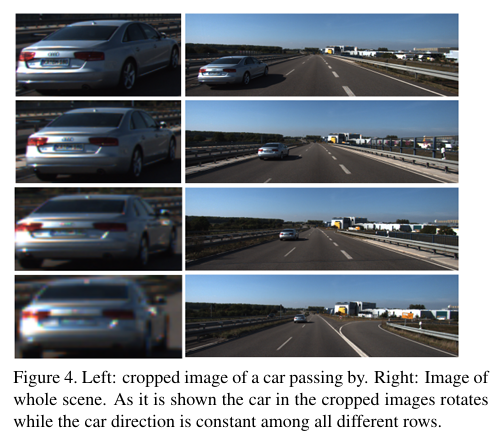 Figure 4. Left: cropped image of a car passing by. Right: Image of
whole scene. As it is shown the car in the cropped images rotates
while the car direction is constant among all different rows.